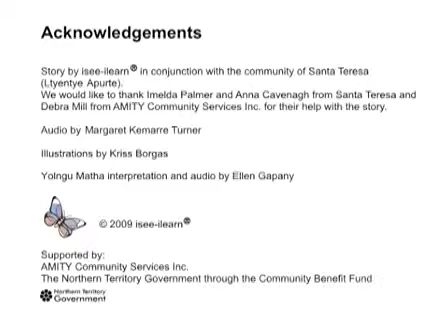 Acknowledgements
Story by isee-ilearn® in conjunction with the community of Santa Teresa
(Ltyentye Apurte).
We would like to thank Imelda Palmer and Anna Cavenagh from Santa Teresa and
Debra Mill from AMITY Community Services Inc. for their help with the story.
Audio by Margaret Kemarre Turner
Illustrations by Kriss Borgas
Yolngu Matha interpretation and audio by Ellen Gapany
© 2009 isee-ilearn®
Supported by:
AMITY Community Services Inc.
The Northern Territory Government through the Community Benefit Fund
Northern Territory
Government